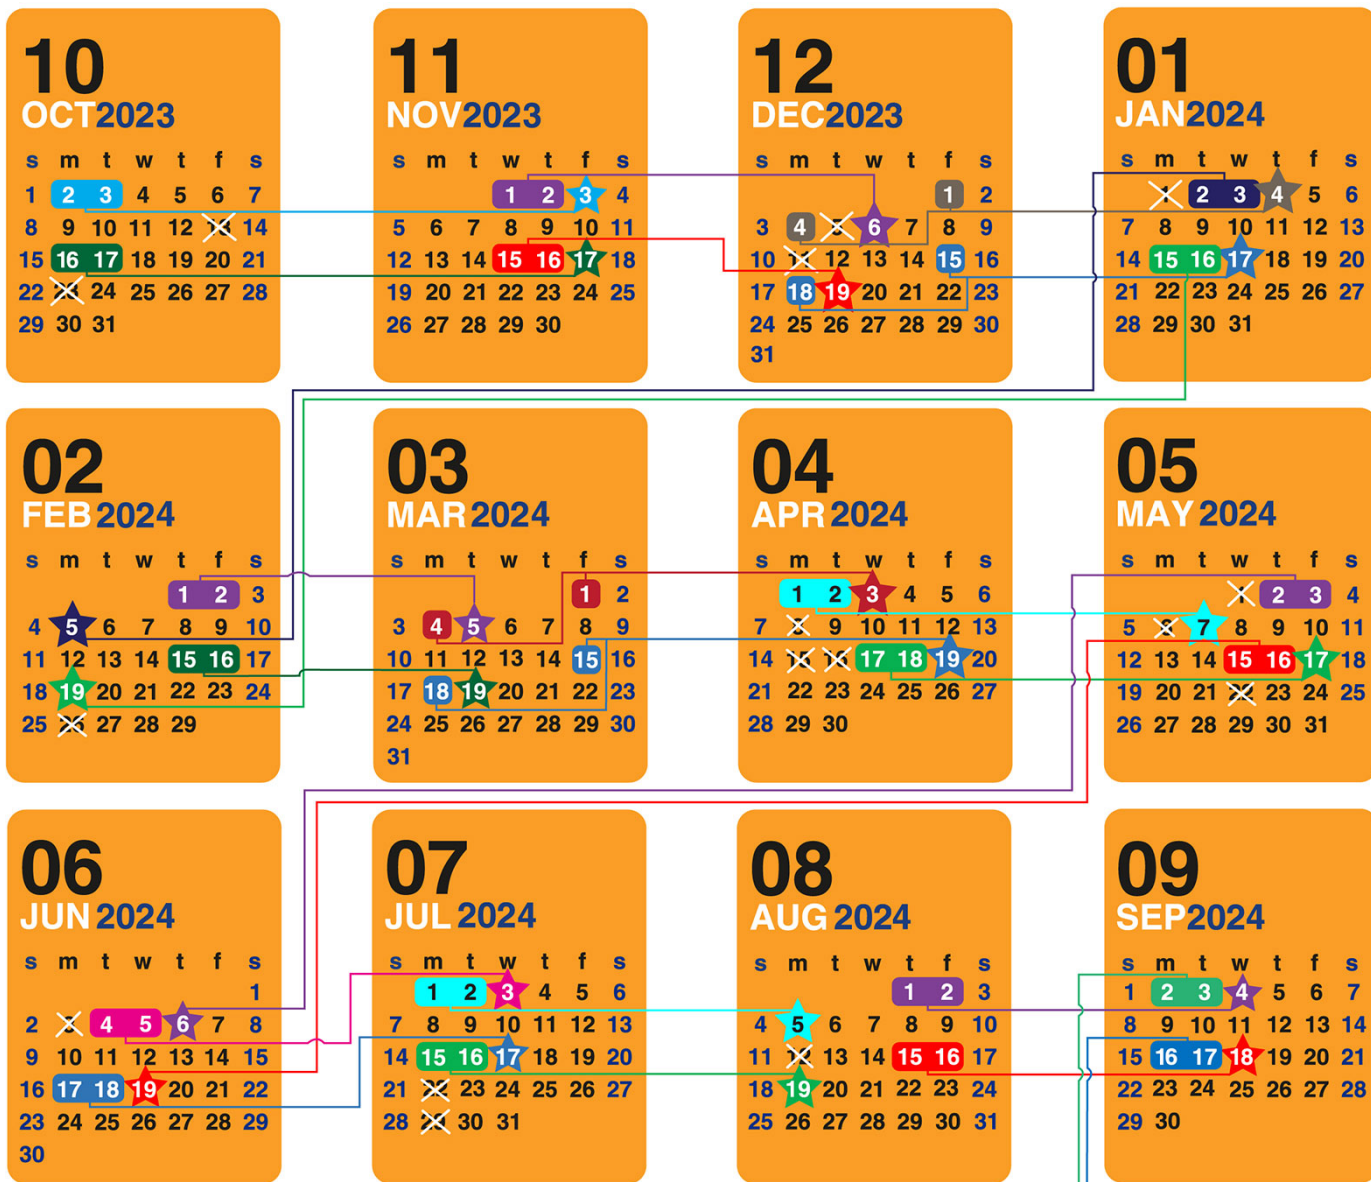 10
OCT2023
s m t w t f s
1 2 3 4 5 6 7
8 9 10 11 12 13 14
15 16 17 18 19 20 21
22 23 24 25 26 27 28
29 30 31
11
NOV2023
s m t w t f s
1 2 3 4
5 6 7 8 9 10 11
12 13 14 15 16 17 18
19 20 21 22 23 24 25
26 27 28 29 30
12
DEC2023
s m t w t f s
1 2
3 4 5 6 7 8 9
10 11 12 13 14 15 16
17 18 19 20 21 22 23
24 25 26 27 28 29 30
31
01
JAN2024
s m t w t f s
1 2 3 4 5 6
7 8 9 10 11 12 13
14 15 16 17 18 19 20
21 22 23 24 25 26 27
28 29 30 31
02
FEB 2024
s m t w t f s
1 2 3
4 5 6 7 8 9 10
11 12 13 14 15 16 17
18 19 20 21 22 23 24
25 26 27 28 29
03
MAR 2024
s m t w t f s
1 2
3 4 5 6 7 8 9
10 11 12 13 14 15 16
17 18 19 20 21 22 23
24 25 26 27 28 29 30
31
04
APR 2024
s m t w t f s
1 2 3 4 5 6
7 8 9 10 11 12 13
14 15 16 17 18 19 20
21 22 23 24 25 26 27
28 29 30
05
MAY 2024
s m t w t f s
1 2 3 4
5 6 7 8 9 10 11
12 13 14 15 16 17 18
19 20 21 22 23 24 25
26 27 28 29 30 31
06
JUN 2024
s m t w t f s
1
2 3 4 5 6 7 8
9 10 11 12 13 14 15
16 17 18 19 20 21 22
23 24 25 26 27 28 29
30
07
JUL 2024
s m t w t f s
1 2 3 4 5 6
7 8 9 10 11 12 13
14 15 16 17 18 19 20
21 22 23 24 25 26 27
28 29 30 31
08
AUG 2024
s m t w t f s
1 2 3
4 5 6 7 8 9 10
11 12 13 14 15 16 17
18 19 20 21 22 23 24
25 26 27 28 29 30 31
09
SEP2024
s m t w t f s
1 2 3 4 5 6 7
8 9 10 11 12 13 14
15 16 17 18 19 20 21
22 23 24 25 26 27 28
29 30